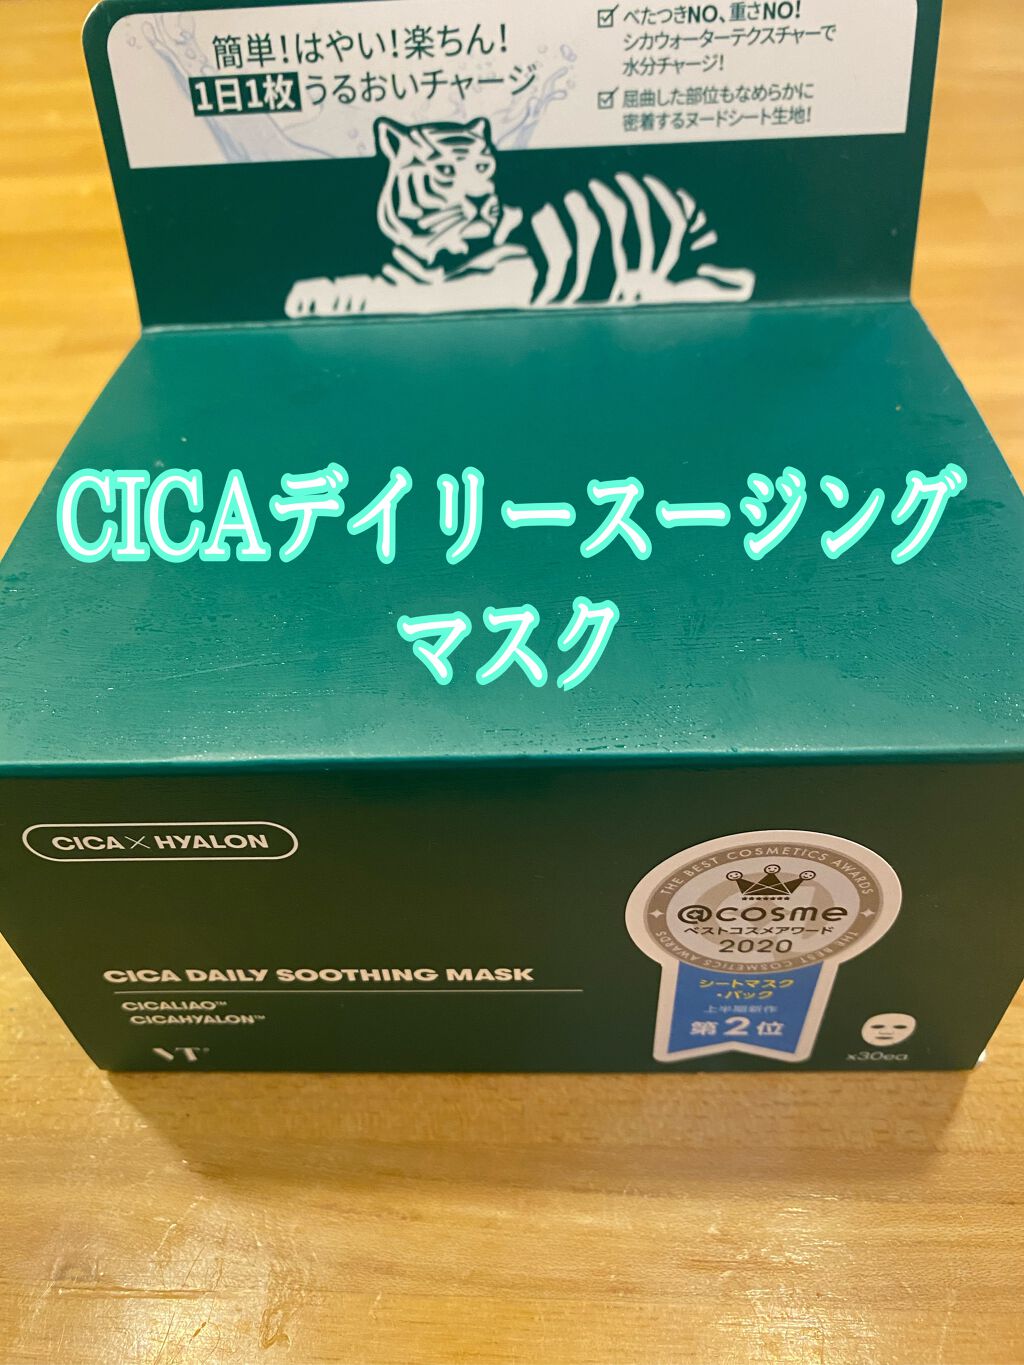 簡単！はやい！楽ちん！
1日1枚 うるおいチャージ
べたつきNO、重さNO！
シカウォーターテクスチャーで
水分チャージ！
屈曲した部位もなめらかに
密着するヌードシート生地！
CICAデイリースージング
マスク
CICA×HYALON
CICA DAILY SOOTHING MASK
CICALIAO™
CICAHYALON™
VT®
THE BEST COSMETICS AWARDS
@cosme
ベストコスメアワード
2020
THE BEST COSMETICS AWARDS
シートマスク
・パック
上半期新作
第2位
x30ea